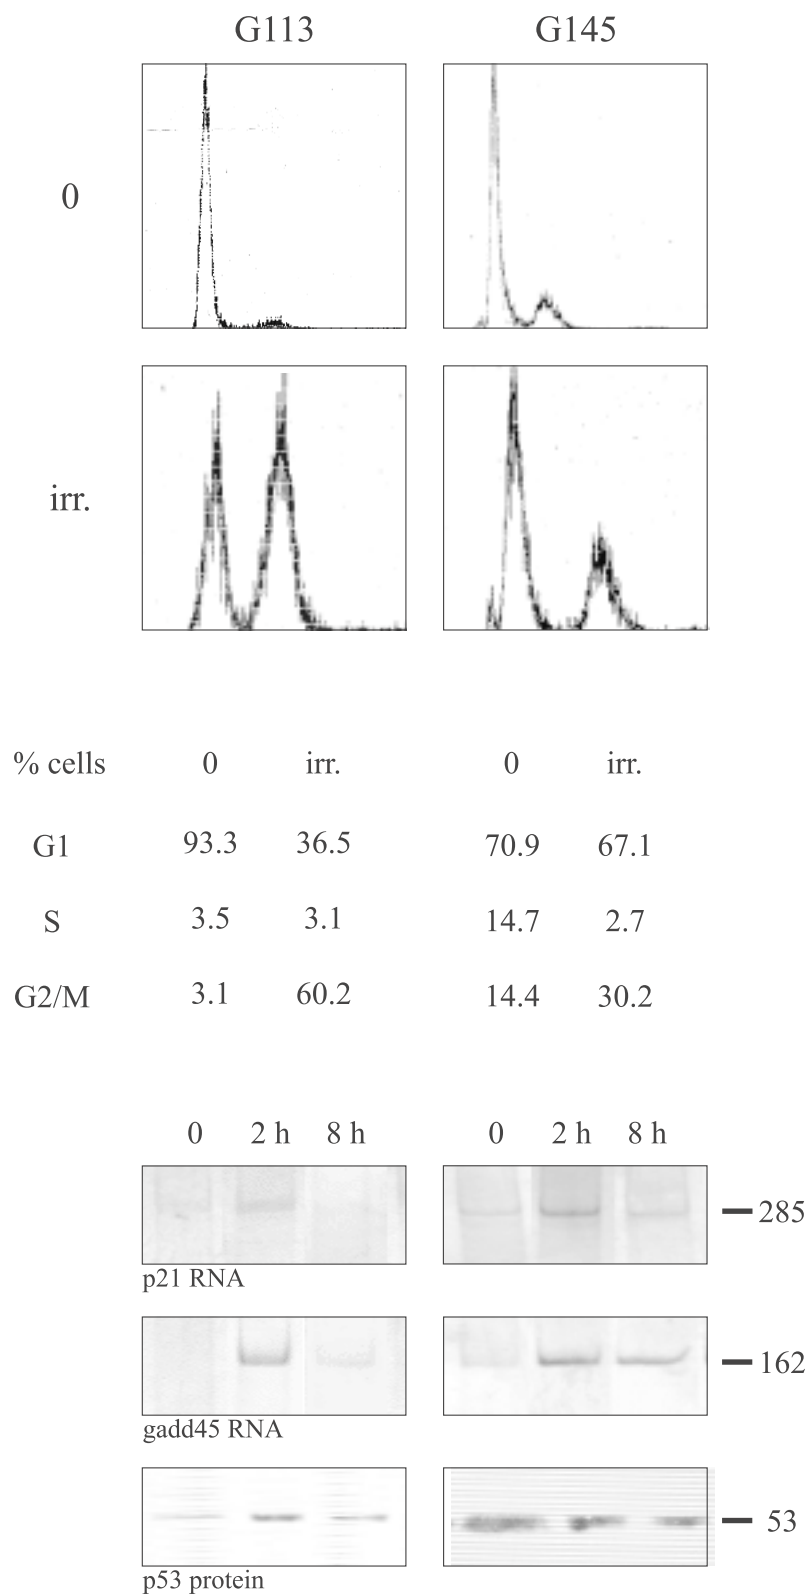 G113 G145
0
irr.
% cells 0 irr. 0 irr.
G1 93.3 36.5 70.9 67.1
S 3.5 3.1 14.7 2.7
G2/M 3.1 60.2 14.4 30.2
0 2 h 8 h 0 2 h 8 h
285
p21 RNA
162
gadd45 RNA
53
p53 protein